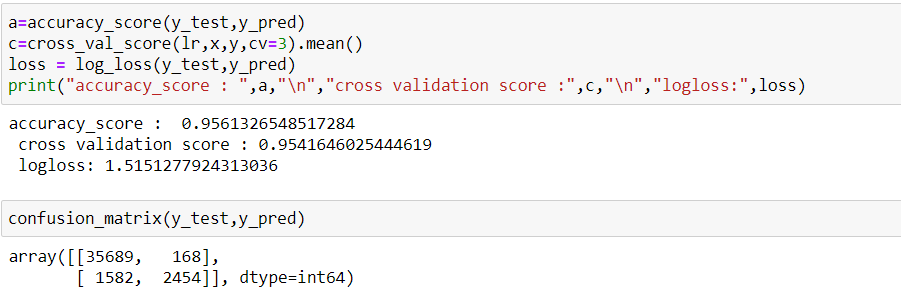 a=accuracy_score(y_test,y_pred)
c=cross_val_score(lr,x,y,cv=3).mean()
loss = log_loss(y_test,y_pred)
print("accuracy_score : ",a,"\n","cross validation score :",c,"\n","logloss:",loss)
accuracy_score :  0.9561326548517284
 cross validation score : 0.9541646025444619
 logloss: 1.5151277924313036
confusion_matrix(y_test,y_pred)
array([[35689,   168],
       [ 1582,  2454]], dtype=int64)